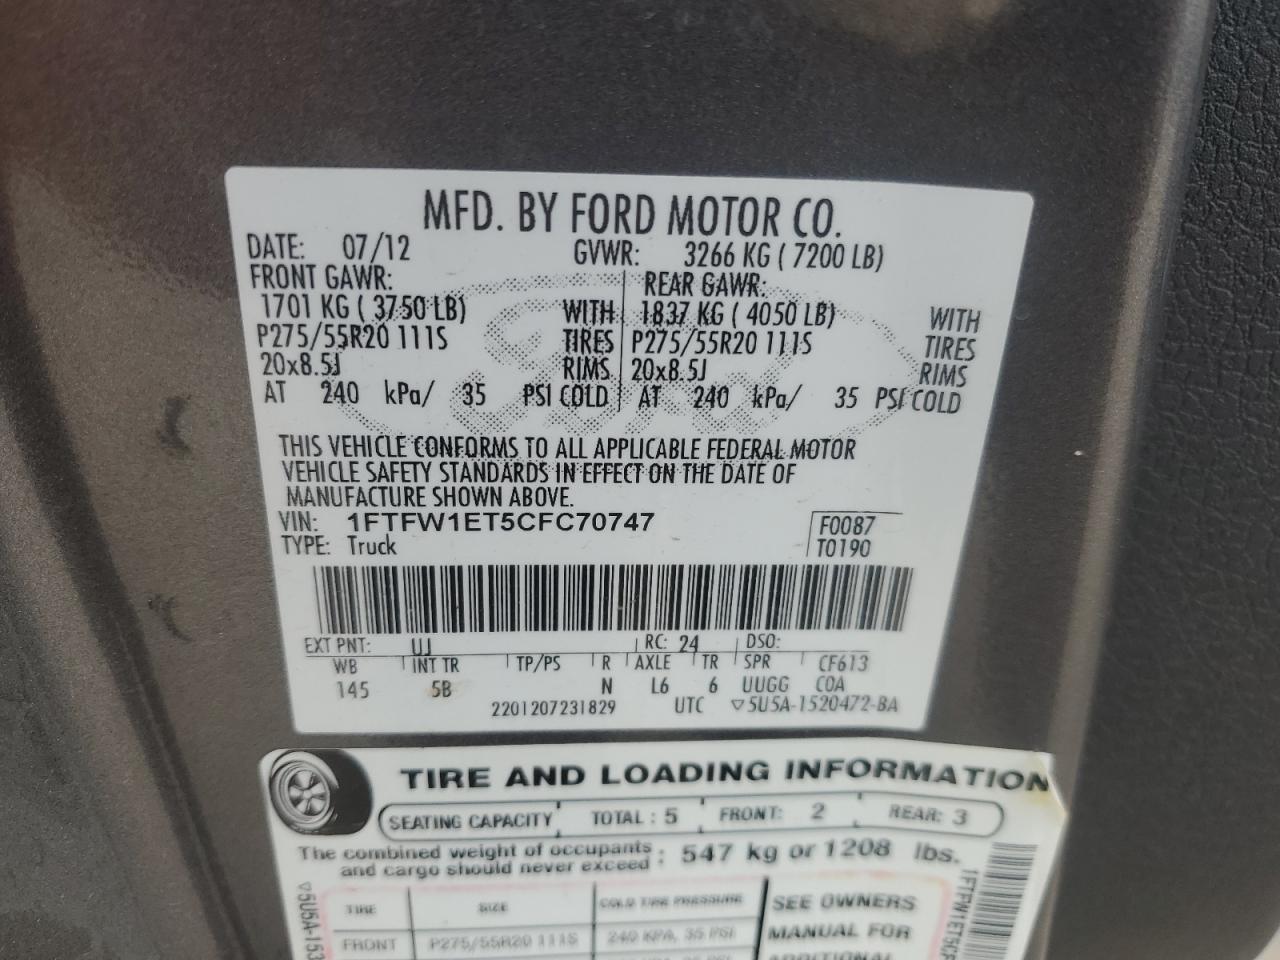 MFD. BY FORD MOTOR CO.
DATE: 07/12 GVWR: 3266 KG ( 7200 LB)
FRONT GAWR: REAR GAWR:
1701 KG ( 3750 LB) WITH 1837 KG ( 4050 LB) WITH
P275/55R20 111S TIRES P275/55R20 111S TIRES
20x8.5J RIMS 20x8.5J RIMS
AT 240 kPa/ 35 PSI COLD AT 240 kPa/ 35 PSI COLD
THIS VEHICLE CONFORMS TO ALL APPLICABLE FEDERAL MOTOR
VEHICLE SAFETY STANDARDS IN EFFECT ON THE DATE OF
MANUFACTURE SHOWN ABOVE.
VIN: 1FTFW1ET5CFC70747 F0087
TYPE: Truck T0190
EXT PNT: UJ RC: 24 DSO:
WB INT TR TP/PS R AXLE TR SPR CF613
145 5B N L6 6 UUGG COA
2201207231829 UTC ▽5U5A-1520472-BA
TIRE AND LOADING INFORMATION
SEATING CAPACITY TOTAL : 5 FRONT: 2 REAR: 3
The combined weight of occupants
and cargo should never exceed : 547 kg or 1208 lbs.
TIRE SIZE COLD TIRE PRESSURE SEE OWNERS
FRONT P275/55R20 111S 240 KPA, 35 PSI MANUAL FOR
ADDITIONAL
▽5U5A-153
1FTFW1ET5CF